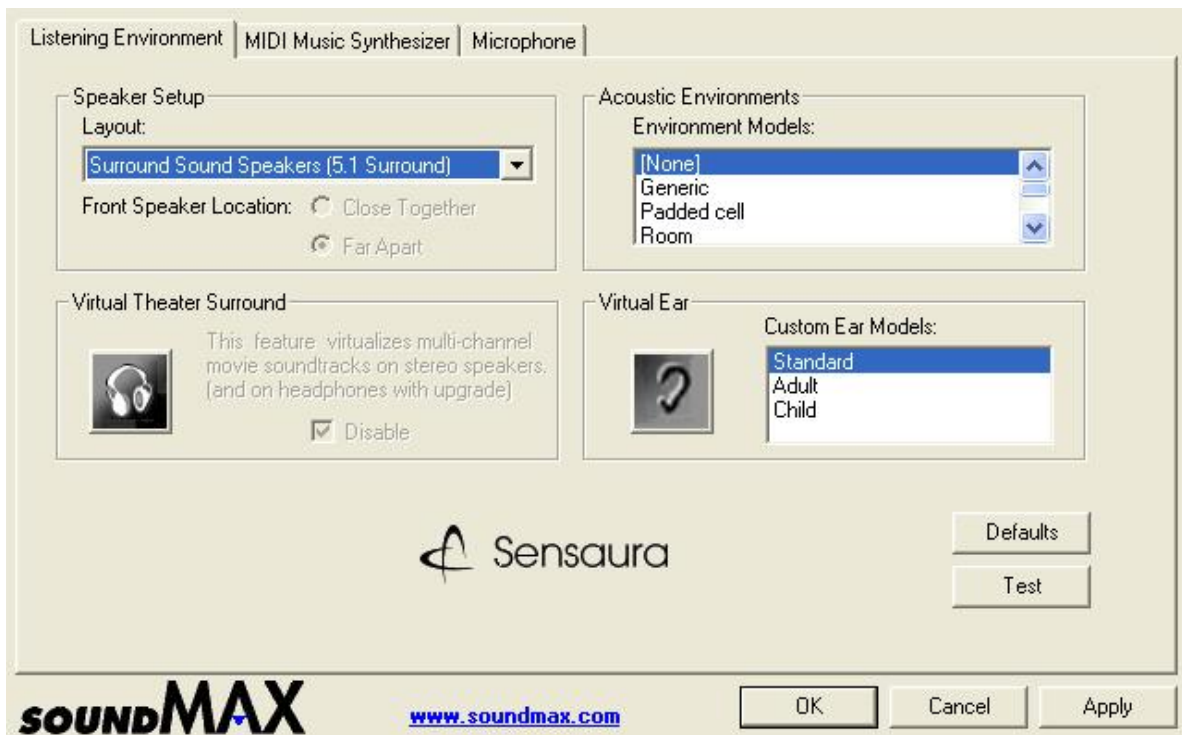 Listening Environment
MIDI Music Synthesizer
Microphone
Speaker Setup
Layout:
Surround Sound Speakers (5.1 Surround)
Front Speaker Location:
Close Together
Far Apart
Acoustic Environments
Environment Models:
[None]
Generic
Padded cell
Room
Virtual Theater Surround
This feature virtualizes multi-channel
movie soundtracks on stereo speakers.
(and on headphones with upgrade)
Disable
Virtual Ear
Custom Ear Models:
Standard
Adult
Child
Sensaura
Defaults
Test
SOUNDMAX
www.soundmax.com
OK
Cancel
Apply